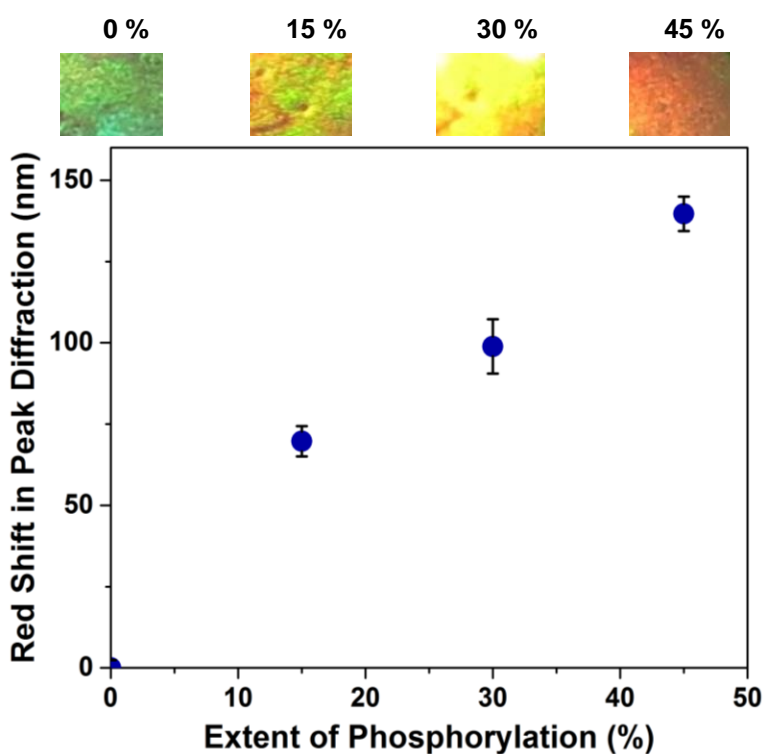 0 % 15 % 30 % 45 %
Red Shift in Peak Diffraction (nm)
150
100
50
0
0 10 20 30 40 50
Extent of Phosphorylation (%)